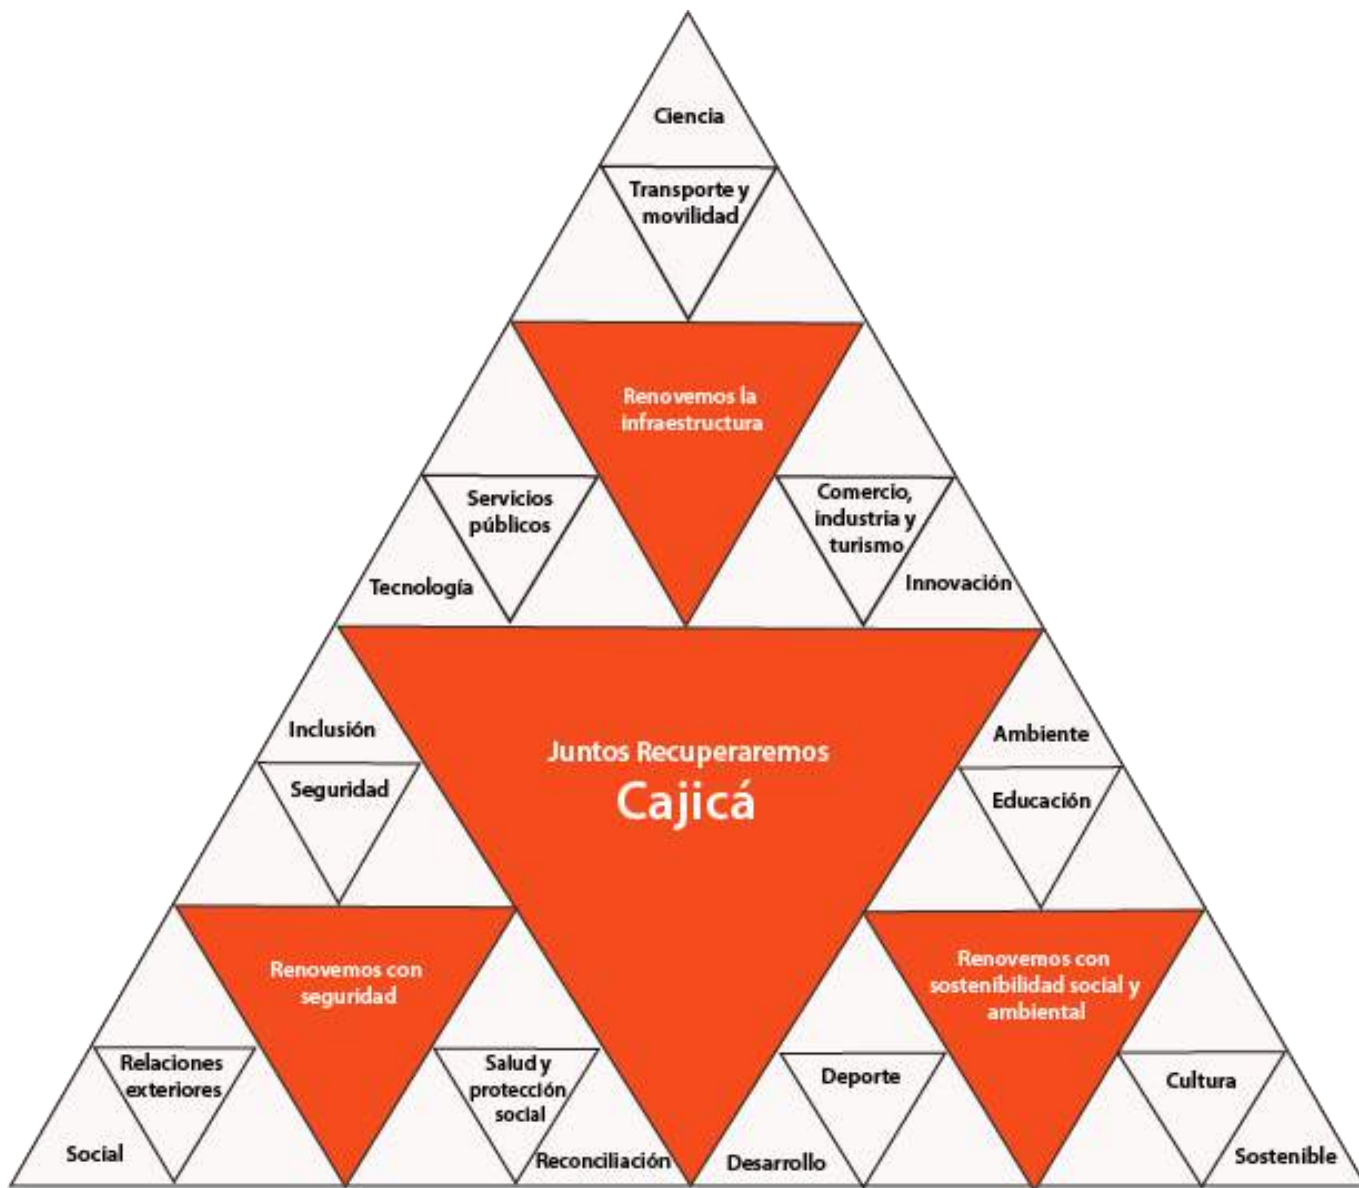 Ciencia
Transporte y
movilidad
Renovemos la
infraestructura
Servicios
públicos
Comercio,
industria y
turismo
Tecnología
Innovación
Inclusión
Ambiente
Juntos Recuperaremos
Cajicá
Seguridad
Educación
Renovemos con
seguridad
Renovemos con
sostenibilidad social y
ambiental
Relaciones
exteriores
Salud y
protección
social
Deporte
Cultura
Social
Reconciliación
Desarrollo
Sostenible